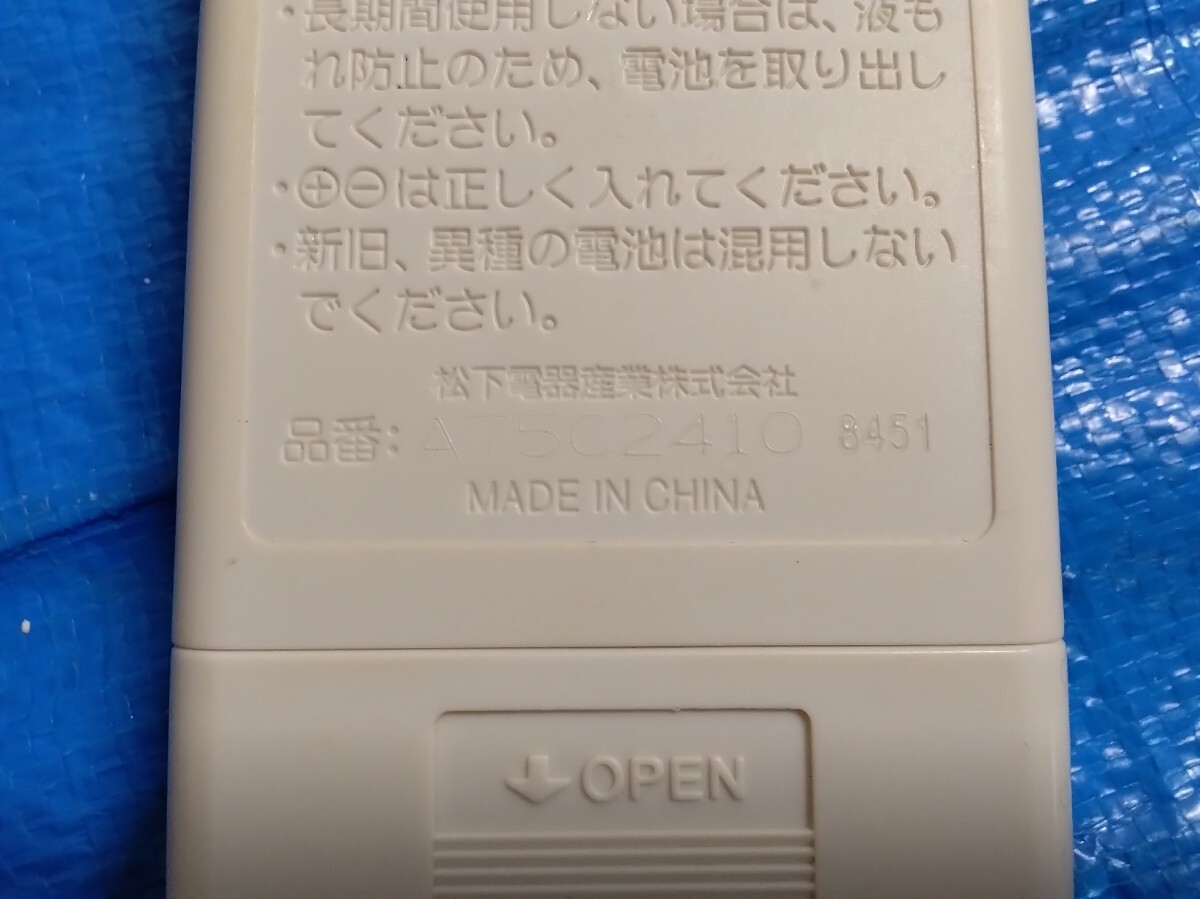 ・長期間使用しない場合は、液も
れ防止のため、電池を取り出し
てください。
・⊕⊖は正しく入れてください。
・新旧、異種の電池は混用しない
でください。
松下電器産業株式会社
品番: A75C2410 8451
MADE IN CHINA
↓OPEN